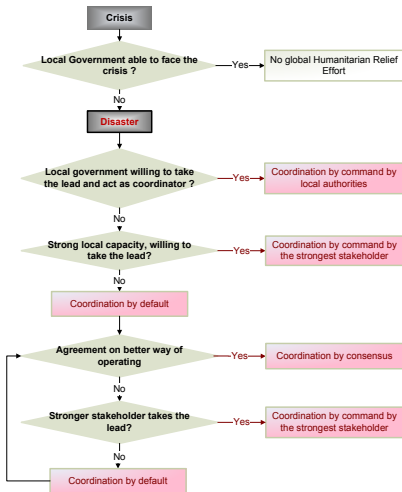 Crisis
Local Government able to face the
crisis ?
Yes
No global Humanitarian Relief
Effort
No
Disaster
Local government willing to take
the lead and act as coordinator ?
Yes
Coordination by command by
local authorities
No
Strong local capacity, willing to
take the lead?
Yes
Coordination by command by
the strongest stakeholder
No
Coordination by default
Agreement on better way of
operating
Yes
Coordination by consensus
No
Stronger stakeholder takes the
lead?
Yes
Coordination by command by
the strongest stakeholder
No
Coordination by default